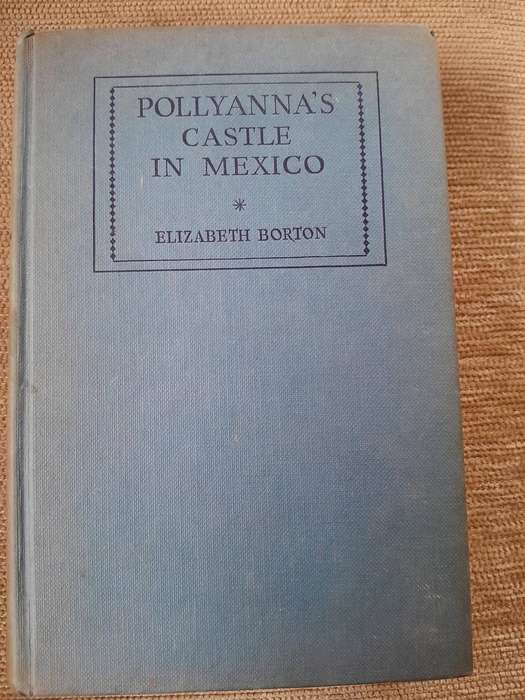 POLLYANNA'S
CASTLE
IN MEXICO
*
ELIZABETH BORTON